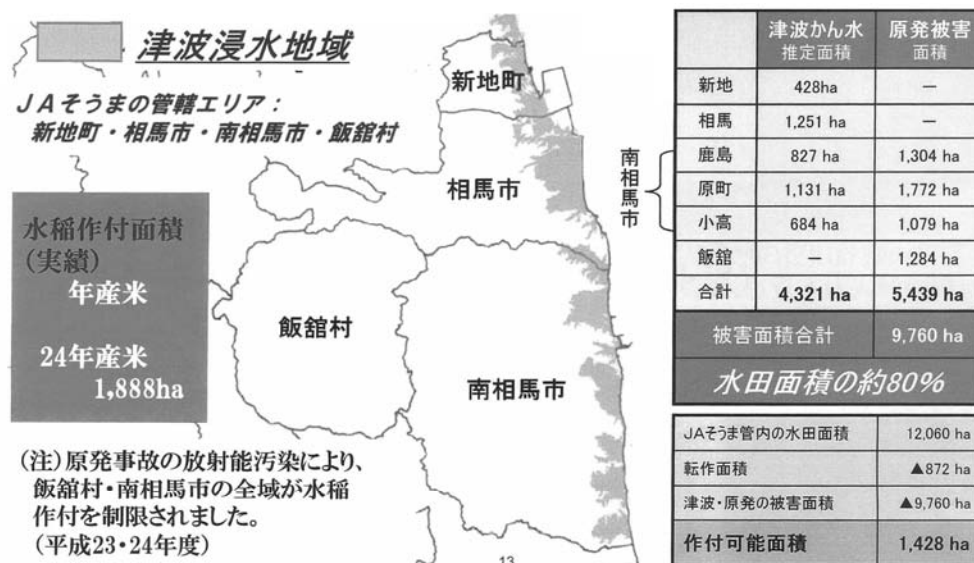 津波浸水地域
JAそうまの管轄エリア：
新地町・相馬市・南相馬市・飯舘村
水稲作付面積
(実績)
年産米
24年産米
1,888ha
(注)原発事故の放射能汚染により、
飯舘村・南相馬市の全域が水稲
作付を制限されました。
(平成23・24年度)
新地町
相馬市
飯舘村
南相馬市
13
津波かん水 原発被害
推定面積 面積
新地 428ha －
相馬 1,251 ha －
南相馬市
鹿島 827 ha 1,304 ha
原町 1,131 ha 1,772 ha
小高 684 ha 1,079 ha
飯舘 － 1,284 ha
合計 4,321 ha 5,439 ha
被害面積合計 9,760 ha
水田面積の約80%
JAそうま管内の水田面積 12,060 ha
転作面積 ▲872 ha
津波・原発の被害面積 ▲9,760 ha
作付可能面積 1,428 ha